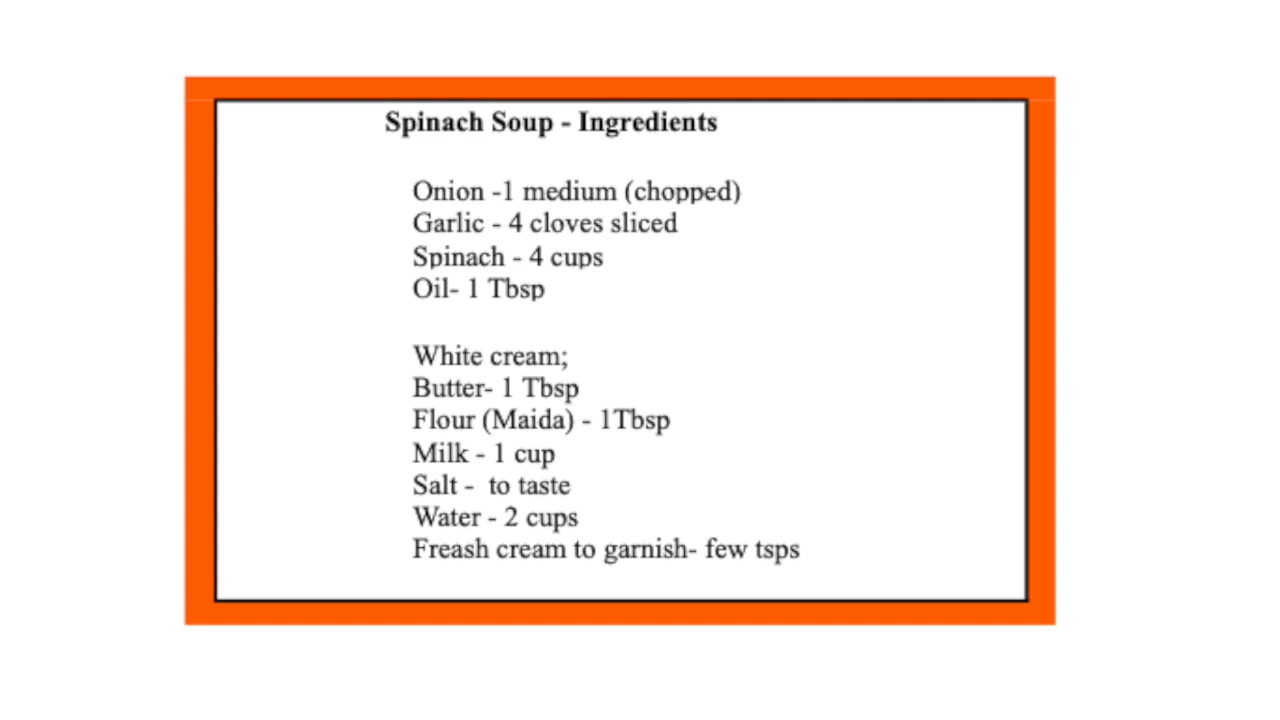 Spinach Soup - Ingredients
Onion -1 medium (chopped)
Garlic - 4 cloves sliced
Spinach - 4 cups
Oil- 1 Tbsp
White cream;
Butter- 1 Tbsp
Flour (Maida) - 1Tbsp
Milk - 1 cup
Salt -  to taste
Water - 2 cups
Freash cream to garnish- few tsps